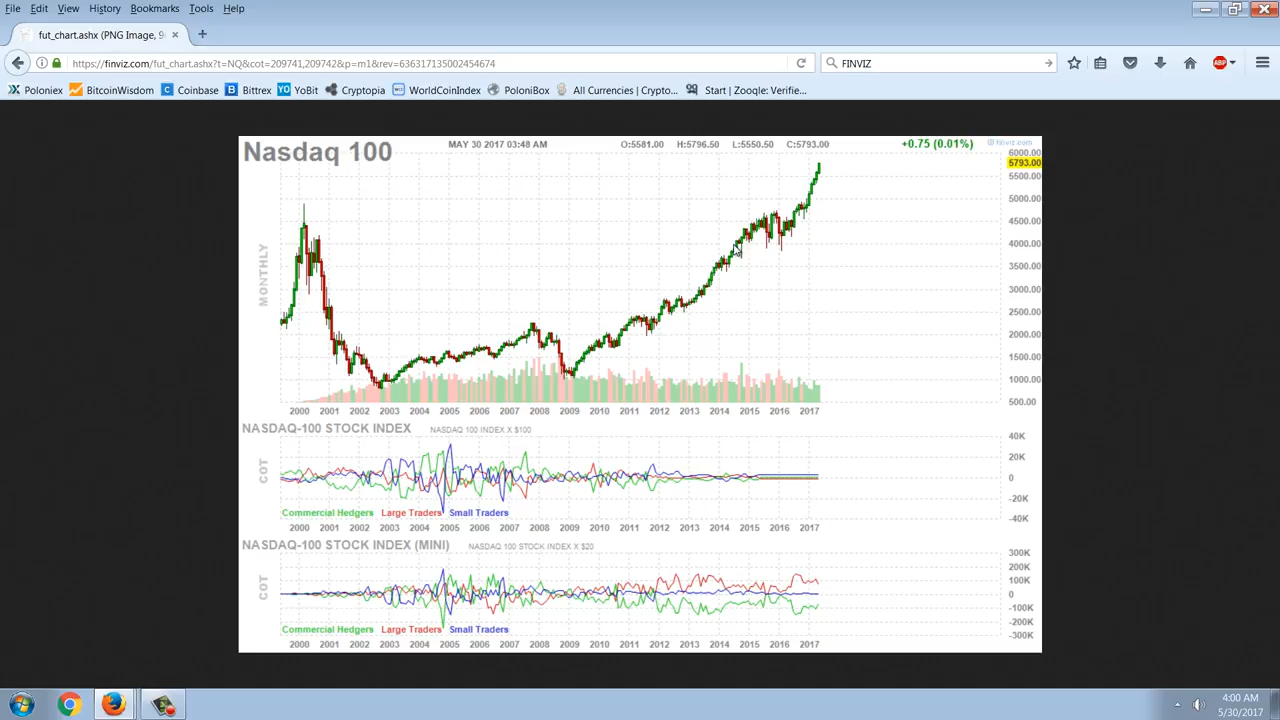 File Edit View History Bookmarks Tools Help
fut_chart.ashx (PNG Image, 9
https://finviz.com/fut_chart.ashx?t=NQ&cot=209741,209742&p=m1&rev=636317135002454674
FINVIZ
Poloniex BitcoinWisdom Coinbase Bittrex YoBit Cryptopia WorldCoinIndex PoloniBox All Currencies | Crypto... Start | Zooqle: Verifie...
Nasdaq 100 MAY 30 2017 03:48 AM O:5581.00 H:5796.50 L:5550.50 C:5793.00 +0.75 (0.01%) © finviz.com
6000.00
5793.00
5500.00
5000.00
4500.00
4000.00
3500.00
3000.00
2500.00
2000.00
1500.00
1000.00
500.00
MONTHLY
2000 2001 2002 2003 2004 2005 2006 2007 2008 2009 2010 2011 2012 2013 2014 2015 2016 2017
NASDAQ-100 STOCK INDEX NASDAQ 100 INDEX X $100
40K
20K
0
-20K
-40K
COT
Commercial Hedgers Large Traders Small Traders
2000 2001 2002 2003 2004 2005 2006 2007 2008 2009 2010 2011 2012 2013 2014 2015 2016 2017
NASDAQ-100 STOCK INDEX (MINI) NASDAQ 100 STOCK INDEX X $20
300K
200K
100K
0
-100K
-200K
-300K
COT
Commercial Hedgers Large Traders Small Traders
2000 2001 2002 2003 2004 2005 2006 2007 2008 2009 2010 2011 2012 2013 2014 2015 2016 2017
4:00 AM
5/30/2017
ABP